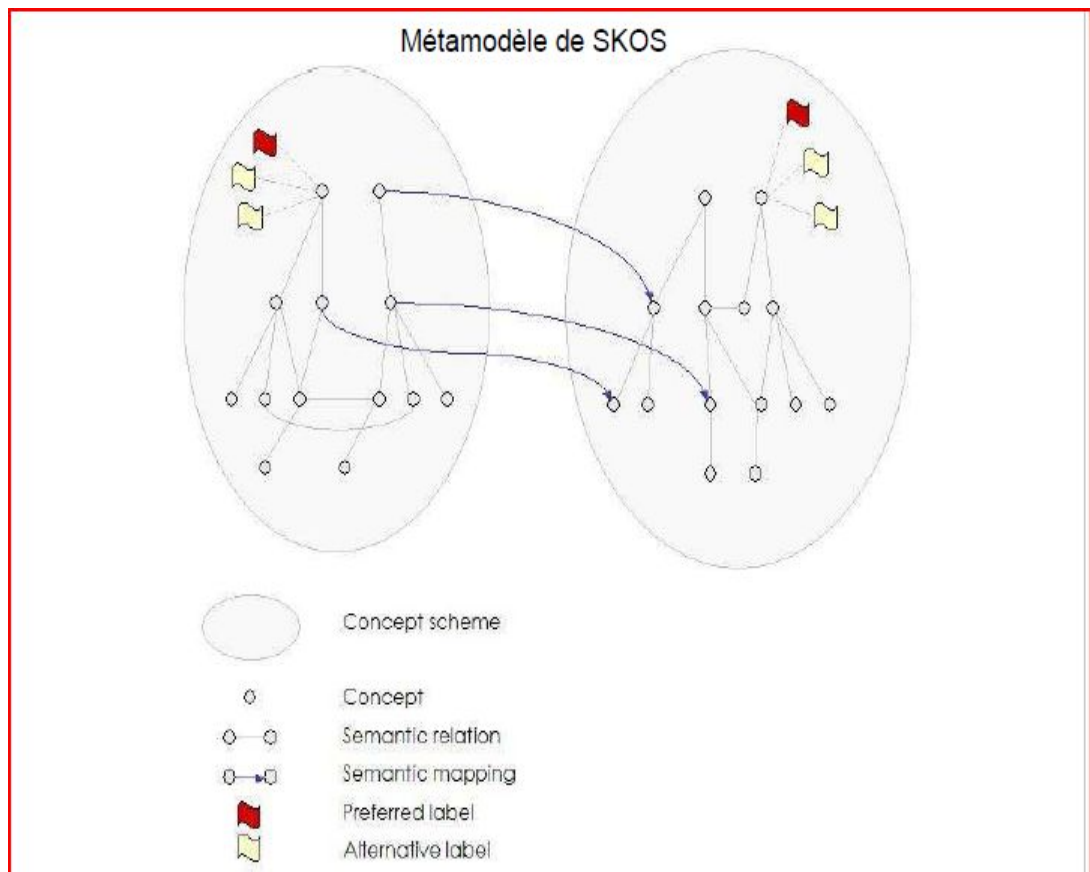 Métamodèle de SKOS
Concept scheme
Concept
Semantic relation
Semantic mapping
Preferred label
Alternative label